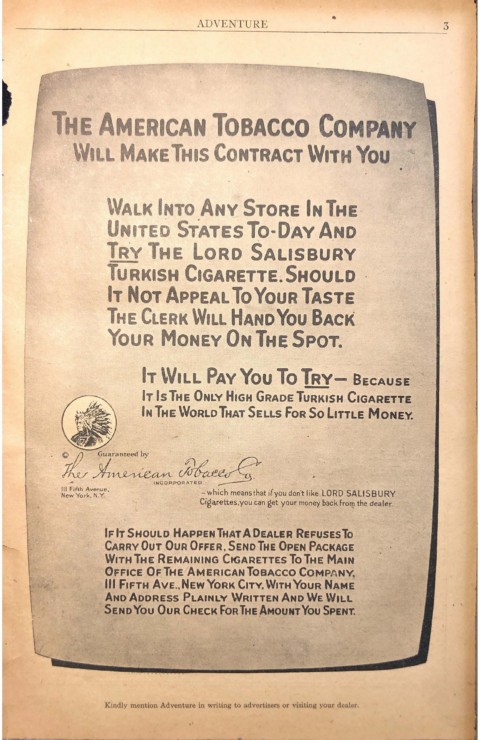 ADVENTURE 3
THE AMERICAN TOBACCO COMPANY
WILL MAKE THIS CONTRACT WITH YOU
WALK INTO ANY STORE IN THE
UNITED STATES TO-DAY AND
TRY THE LORD SALISBURY
TURKISH CIGARETTE. SHOULD
IT NOT APPEAL TO YOUR TASTE
THE CLERK WILL HAND YOU BACK
YOUR MONEY ON THE SPOT.
IT WILL PAY YOU TO TRY— BECAUSE
IT IS THE ONLY HIGH GRADE TURKISH CIGARETTE
IN THE WORLD THAT SELLS FOR SO LITTLE MONEY.
© Guaranteed by
The American Tobacco Co.
INCORPORATED
111 Fifth Avenue,
New York, N.Y.
— which means that if you don't like LORD SALISBURY
Cigarettes, you can get your money back from the dealer.
IF IT SHOULD HAPPEN THAT A DEALER REFUSES TO
CARRY OUT OUR OFFER, SEND THE OPEN PACKAGE
WITH THE REMAINING CIGARETTES TO THE MAIN
OFFICE OF THE AMERICAN TOBACCO COMPANY,
111 FIFTH AVE., NEW YORK CITY, WITH YOUR NAME
AND ADDRESS PLAINLY WRITTEN AND WE WILL
SEND YOU OUR CHECK FOR THE AMOUNT YOU SPENT.
Kindly mention Adventure in writing to advertisers or visiting your dealer.